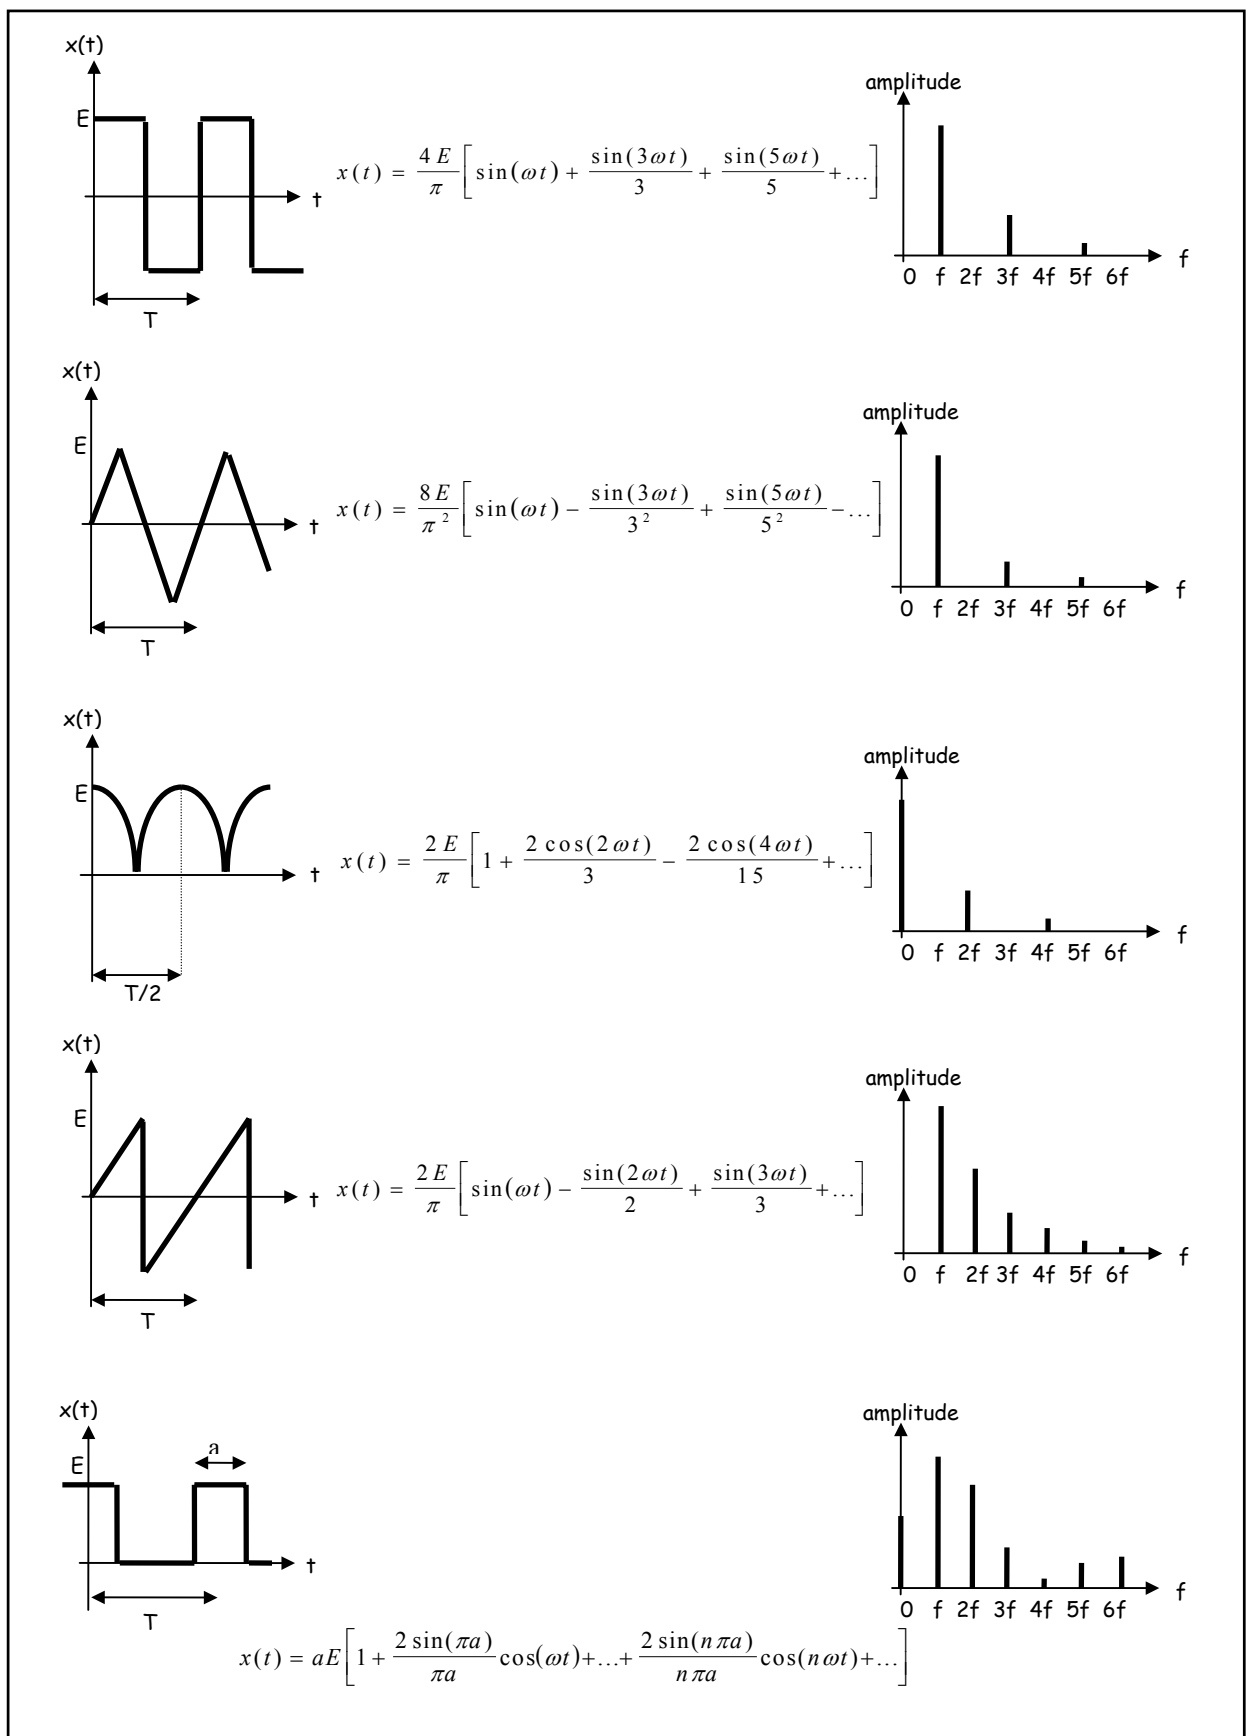 x(t)
E
t
T
x(t) = 4E/π [ sin(ωt) + sin(3ωt)/3 + sin(5ωt)/5 +... ]
amplitude
0 f 2f 3f 4f 5f 6f
f
x(t)
E
t
T
x(t) = 8E/π² [ sin(ωt) − sin(3ωt)/3² + sin(5ωt)/5² −... ]
amplitude
0 f 2f 3f 4f 5f 6f
f
x(t)
E
t
T/2
x(t) = 2E/π [ 1 + 2cos(2ωt)/3 − 2cos(4ωt)/15 +... ]
amplitude
0 f 2f 3f 4f 5f 6f
f
x(t)
E
t
T
x(t) = 2E/π [ sin(ωt) − sin(2ωt)/2 + sin(3ωt)/3 +... ]
amplitude
0 f 2f 3f 4f 5f 6f
f
x(t)
E
a
t
T
amplitude
0 f 2f 3f 4f 5f 6f
f
x(t) = aE [ 1 + 2sin(πa)/πa cos(ωt)+...+ 2sin(nπa)/nπa cos(nωt)+... ]